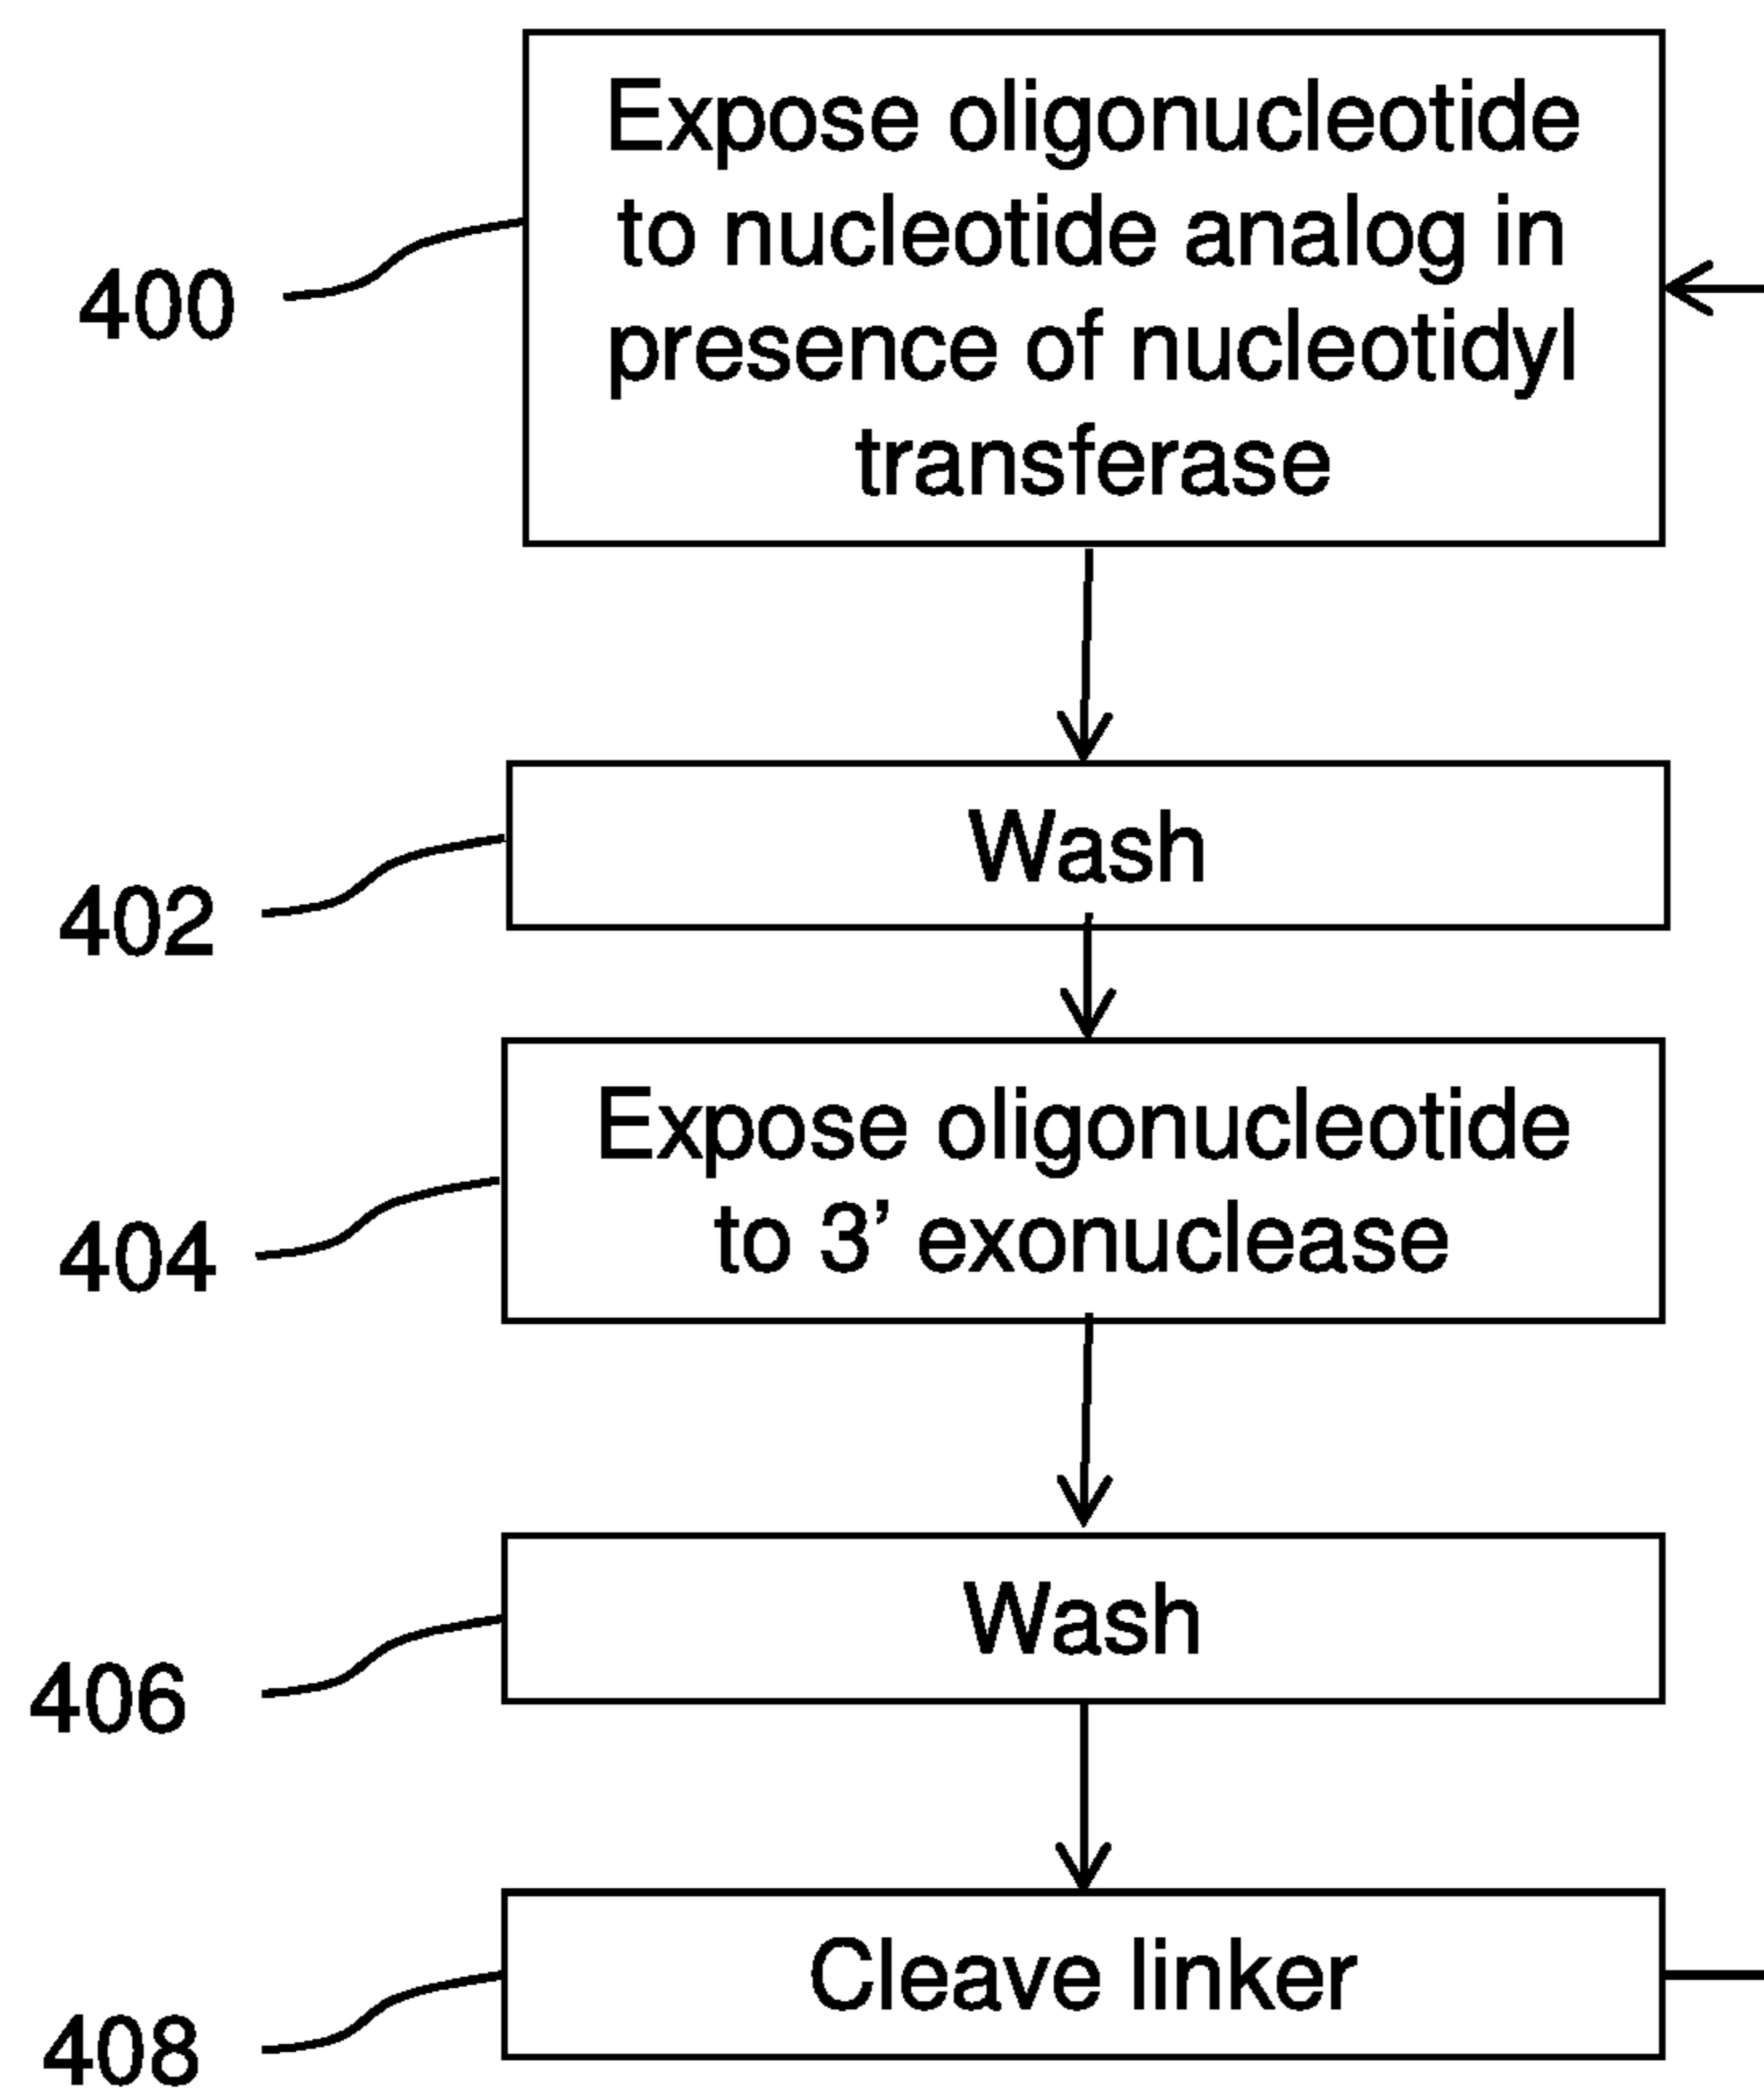 Expose oligonucleotide
to nucleotide analog in
presence of nucleotidyl
transferase
400
Wash
402
Expose oligonucleotide
to 3’ exonuclease
404
Wash
406
Cleave linker
408